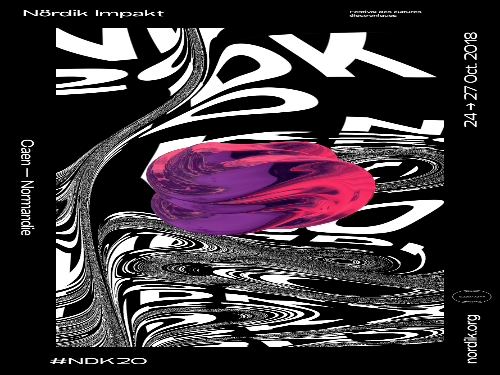 Nördik Impakt
Festival des cultures
électroniques
24→27 Oct. 2018
Caen — Normandie
nordik.org
#NDK20